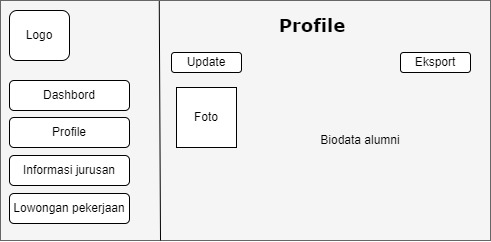 Logo
Dashbord
Profile
Informasi jurusan
Lowongan pekerjaan
Profile
Update
Eksport
Foto
Biodata alumni